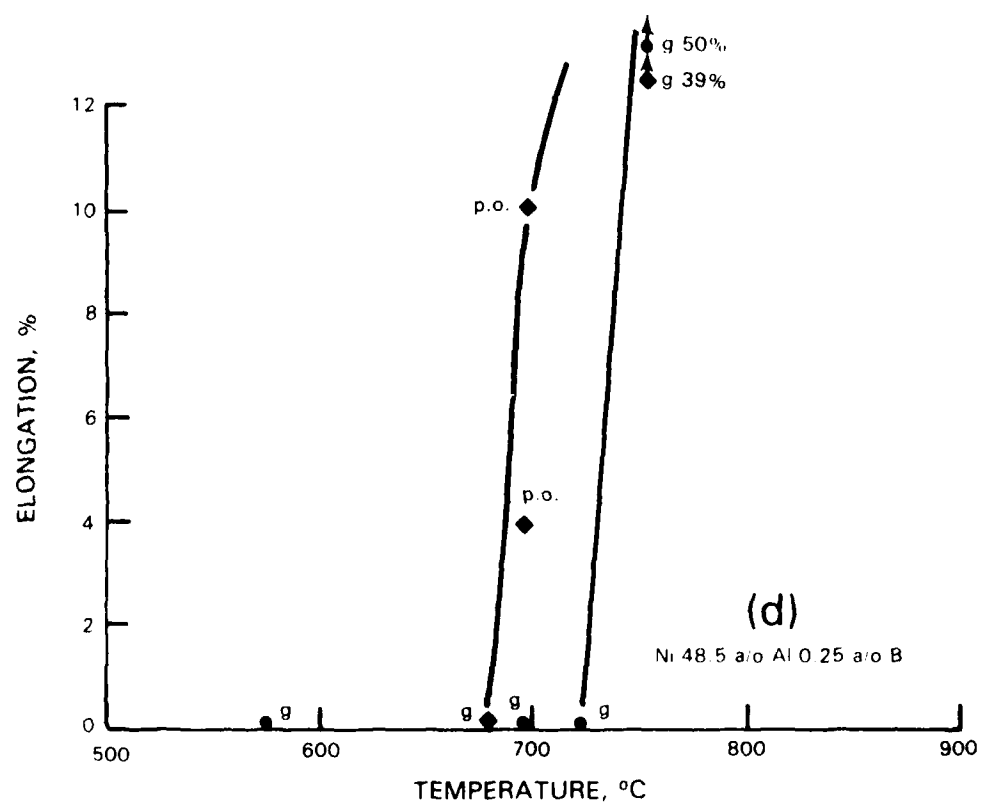 g 50%
g 39%
12
p.o.
10
8
6
p.o.
4
(d)
2
Ni 48.5 a/o Al 0.25 a/o B
g
g
g
g
0
500
600
700
800
900
ELONGATION, %
TEMPERATURE, ºC